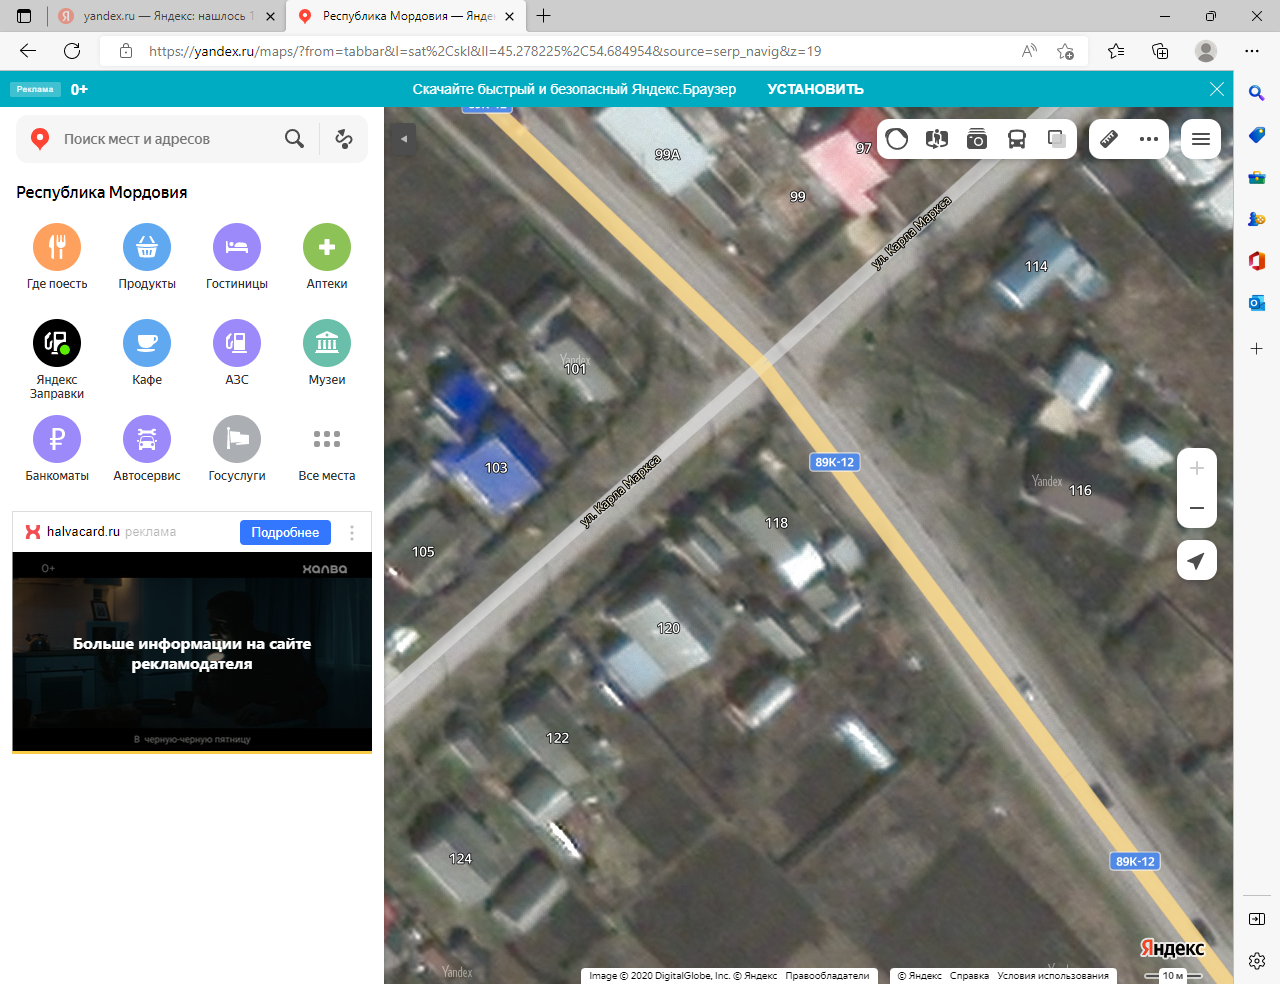 yandex.ru — Яндекс: нашлось 1
Республика Мордовия — Янде
https://yandex.ru/maps/?from=tabbar&l=sat%2Cskl&ll=45.278225%2C54.684954&source=serp_navig&z=19
Реклама
0+
Скачайте быстрый и безопасный Яндекс.Браузер
УСТАНОВИТЬ
Поиск мест и адресов
Республика Мордовия
Где поесть
Продукты
Гостиницы
Аптеки
Яндекс
Заправки
Кафе
АЗС
Музеи
Банкоматы
Автосервис
Госуслуги
Все места
halvacard.ru реклама
Подробнее
0+
ХАЛВА
Больше информации на сайте
рекламодателя
В черную-черную пятницу
99А
97
99
ул. Карла Маркса
114
Yandex
101
103
89К-12
ул. Карла Маркса
Yandex
116
118
105
120
122
124
89К-12
Яндекс
Yandex
Image © 2020 DigitalGlobe, Inc. © Яндекс Правообладатели
© Яндекс Справка Условия использования
10 м